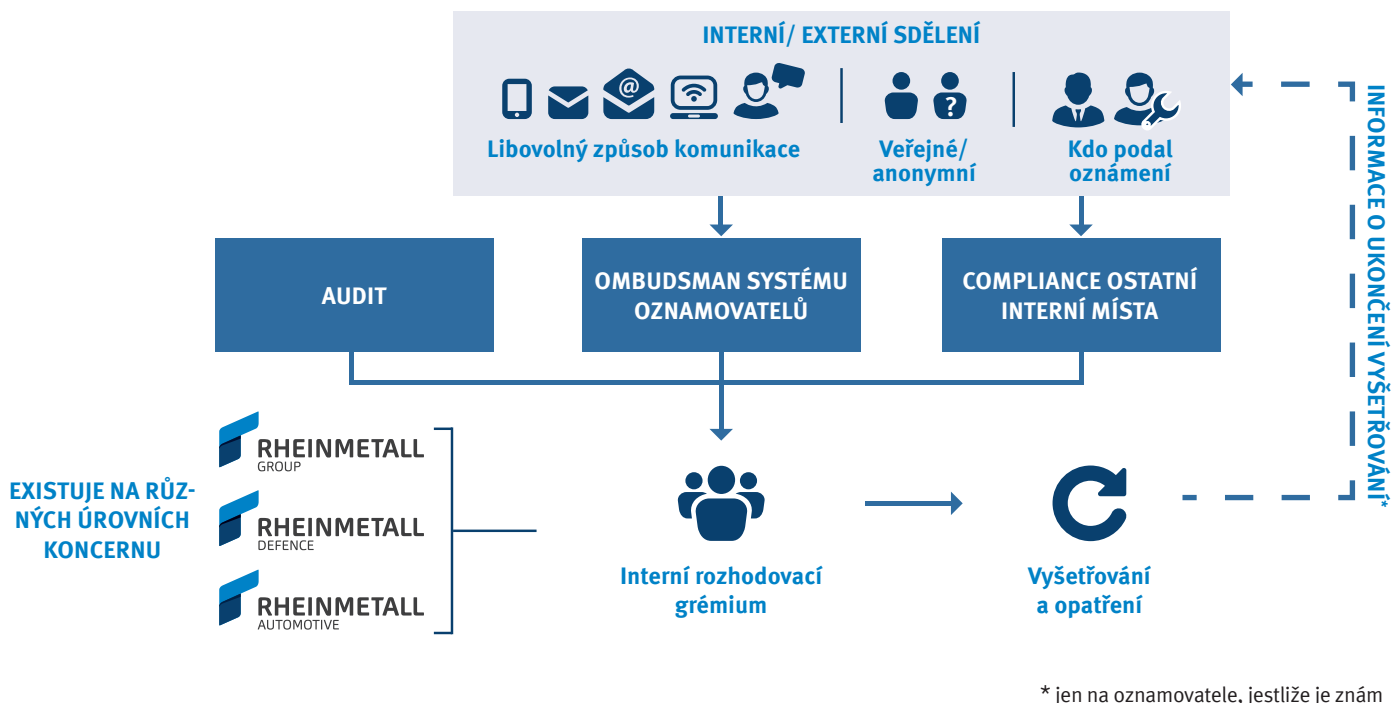 INTERNÍ/ EXTERNÍ SDĚLENÍ
@
?
Libovolný způsob komunikace
Veřejné/
anonymní
Kdo podal
oznámení
INFORMACE O UKONČENÍ VYŠETŘOVÁNÍ*
AUDIT
OMBUDSMAN SYSTÉMU
OZNAMOVATELŮ
COMPLIANCE OSTATNÍ
INTERNÍ MÍSTA
EXISTUJE NA RŮZ-
NÝCH ÚROVNÍCH
KONCERNU
RHEINMETALL
GROUP
RHEINMETALL
DEFENCE
RHEINMETALL
AUTOMOTIVE
Interní rozhodovací
grémium
Vyšetřování
a opatření
* jen na oznamovatele, jestliže je znám